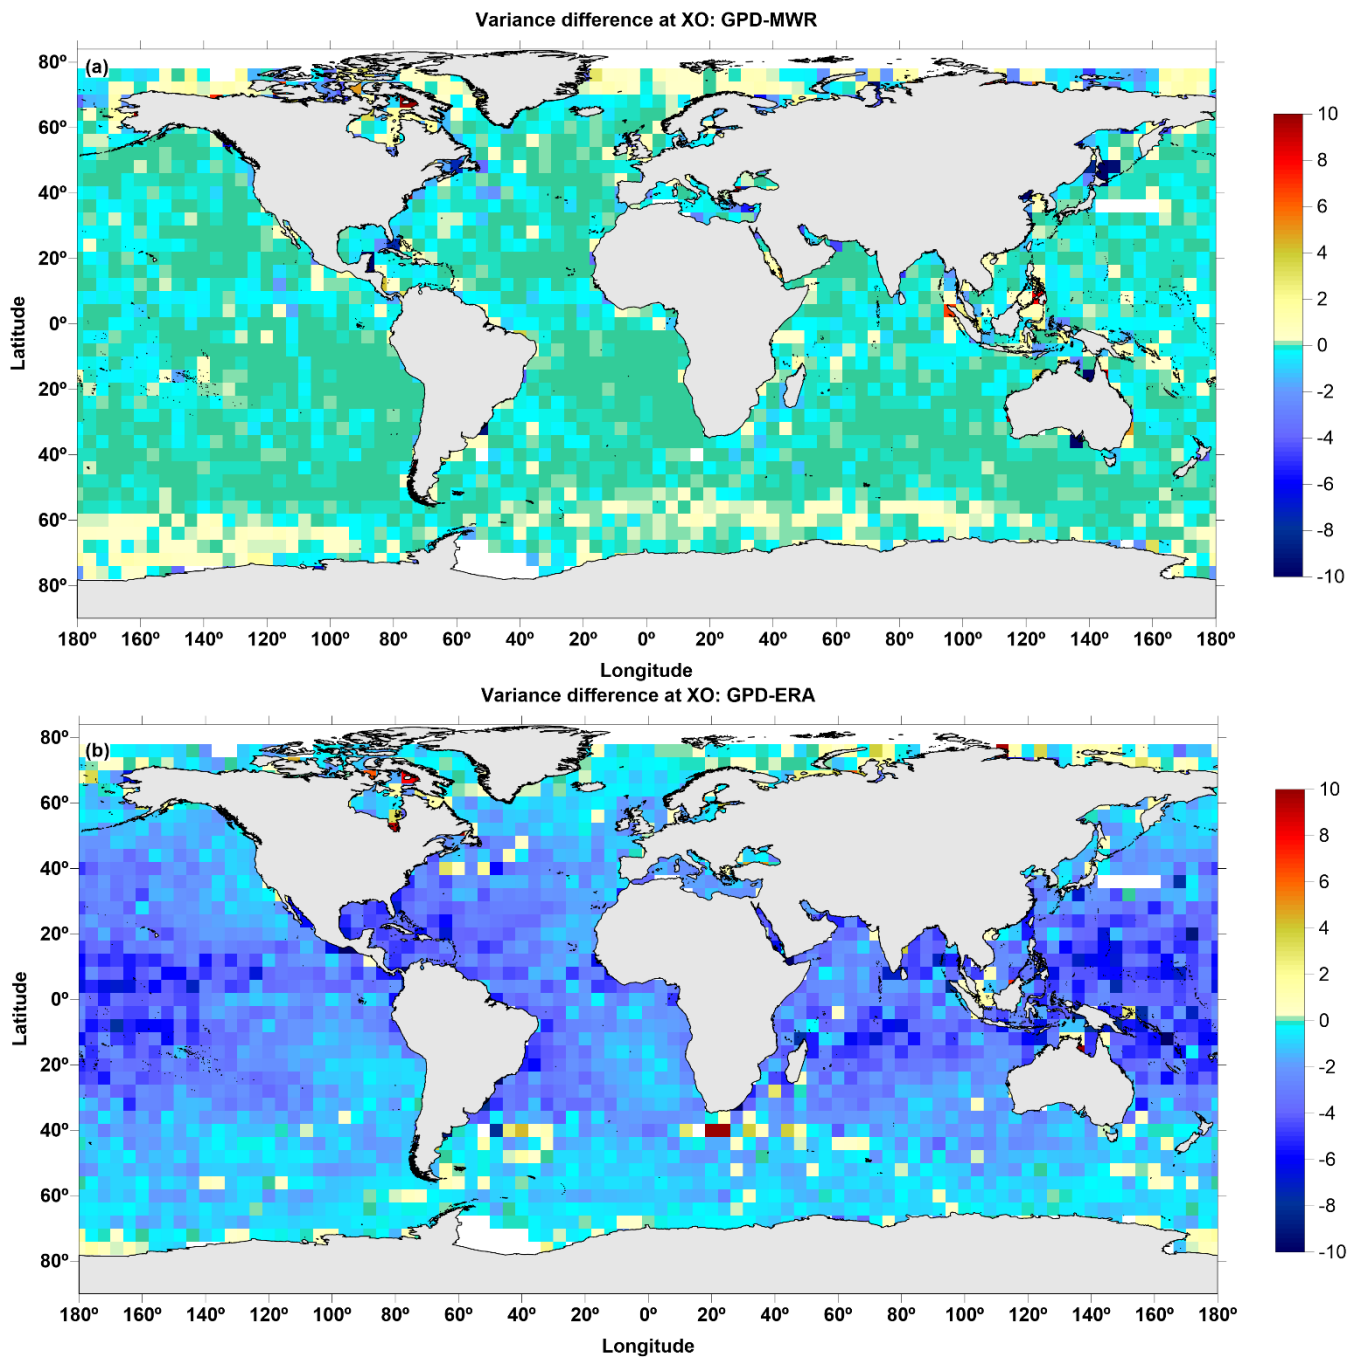 Variance difference at XO: GPD-MWR
(a)
80º
60º
40º
20º
0º
20º
40º
60º
80º
Latitude
180º 160º 140º 120º 100º 80º 60º 40º 20º 0º 20º 40º 60º 80º 100º 120º 140º 160º 180º
Longitude
10
8
6
4
2
0
-2
-4
-6
-8
-10
Variance difference at XO: GPD-ERA
(b)
80º
60º
40º
20º
0º
20º
40º
60º
80º
Latitude
180º 160º 140º 120º 100º 80º 60º 40º 20º 0º 20º 40º 60º 80º 100º 120º 140º 160º 180º
Longitude
10
8
6
4
2
0
-2
-4
-6
-8
-10